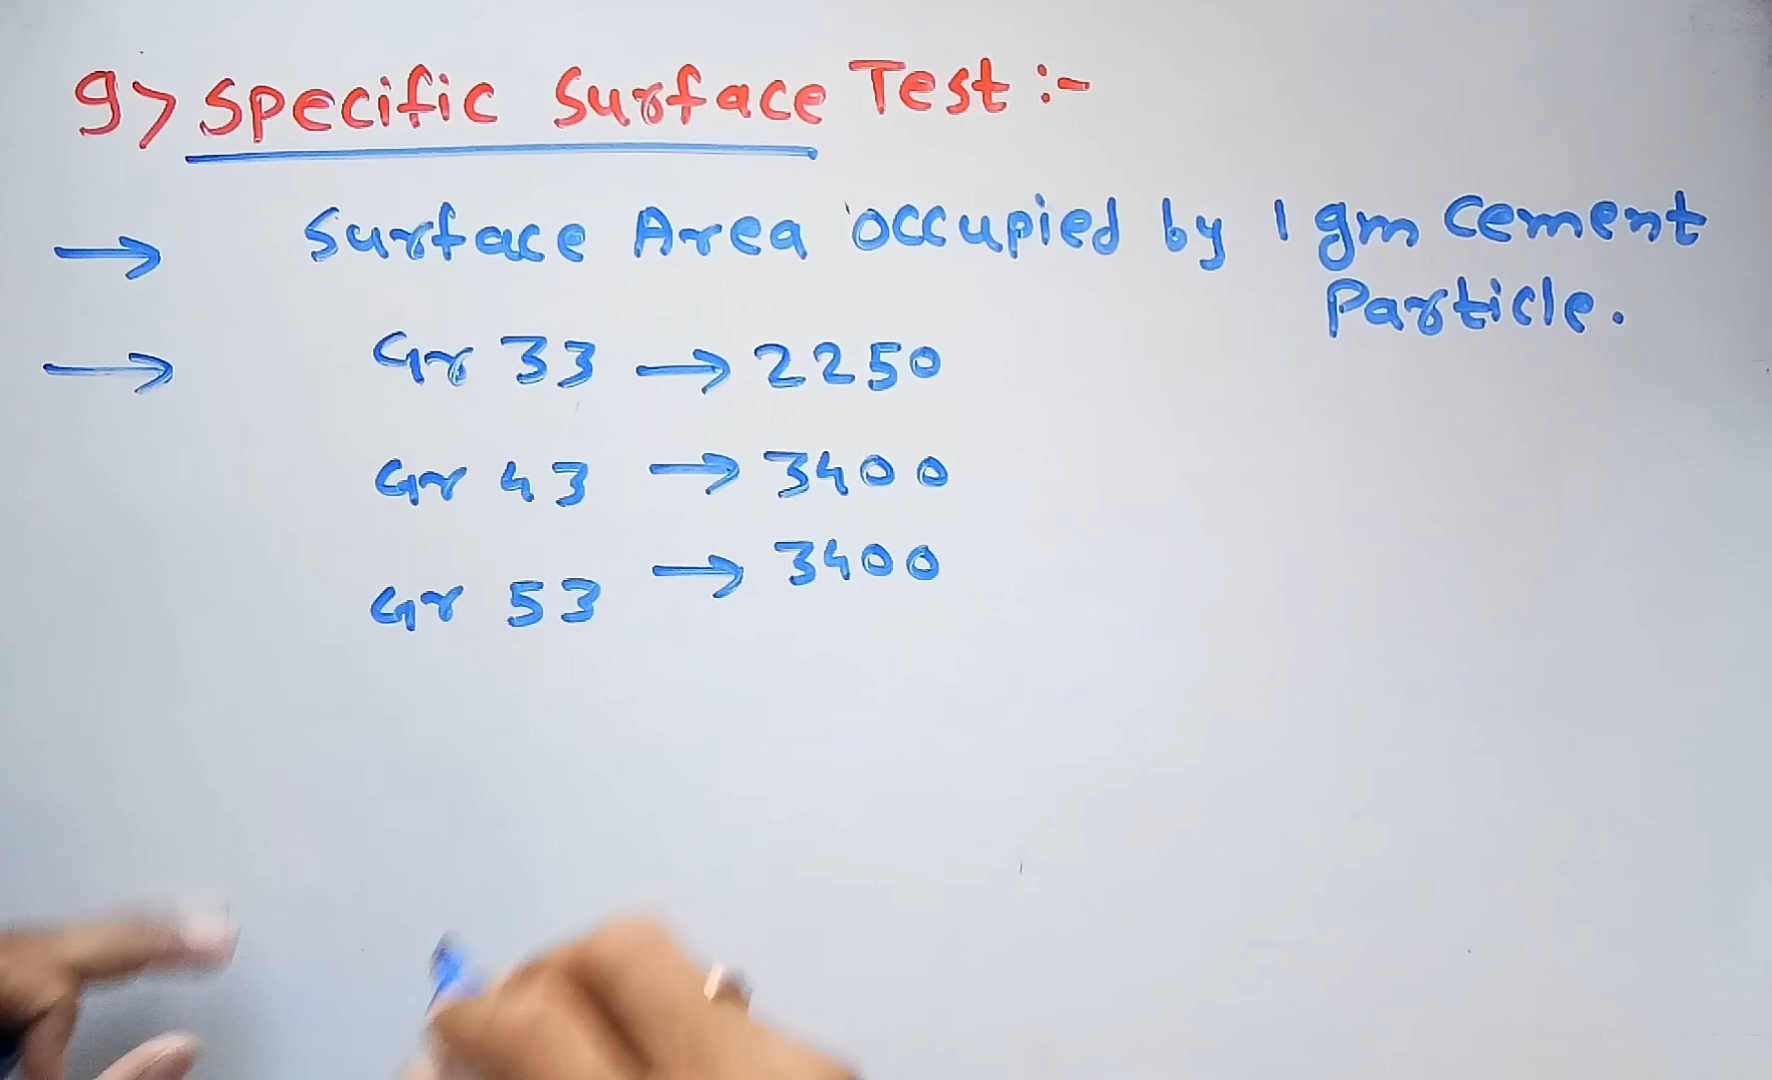 9> Specific Surface Test :-
→ Surface Area occupied by 1 gm Cement
Particle.
→ Gr 33 → 2250
Gr 43 → 3400
Gr 53 → 3400